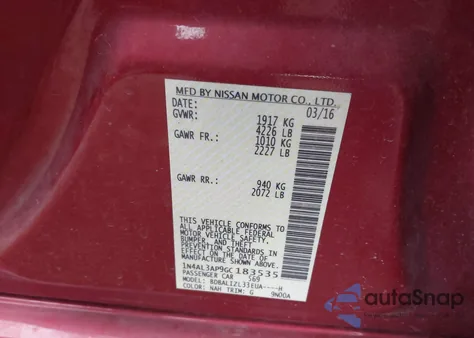 MFD BY NISSAN MOTOR CO., LTD.
DATE: 03/16
GVWR: 1917 KG
4226 LB
GAWR FR.: 1010 KG
2227 LB
GAWR RR.: 940 KG
2072 LB
THIS VEHICLE CONFORMS TO
ALL APPLICABLE FEDERAL
MOTOR VEHICLE SAFETY,
BUMPER, AND THEFT
PREVENTION STANDARDS
IN EFFECT ON THE DATE OF
MANUFACTURE SHOWN ABOVE.
1N4AL3AP9GC183535
PASSENGER CAR S69
MODEL: BDBALIZL33EUA----H
COLOR: NAH TRIM: G 9N00A
autoSnap